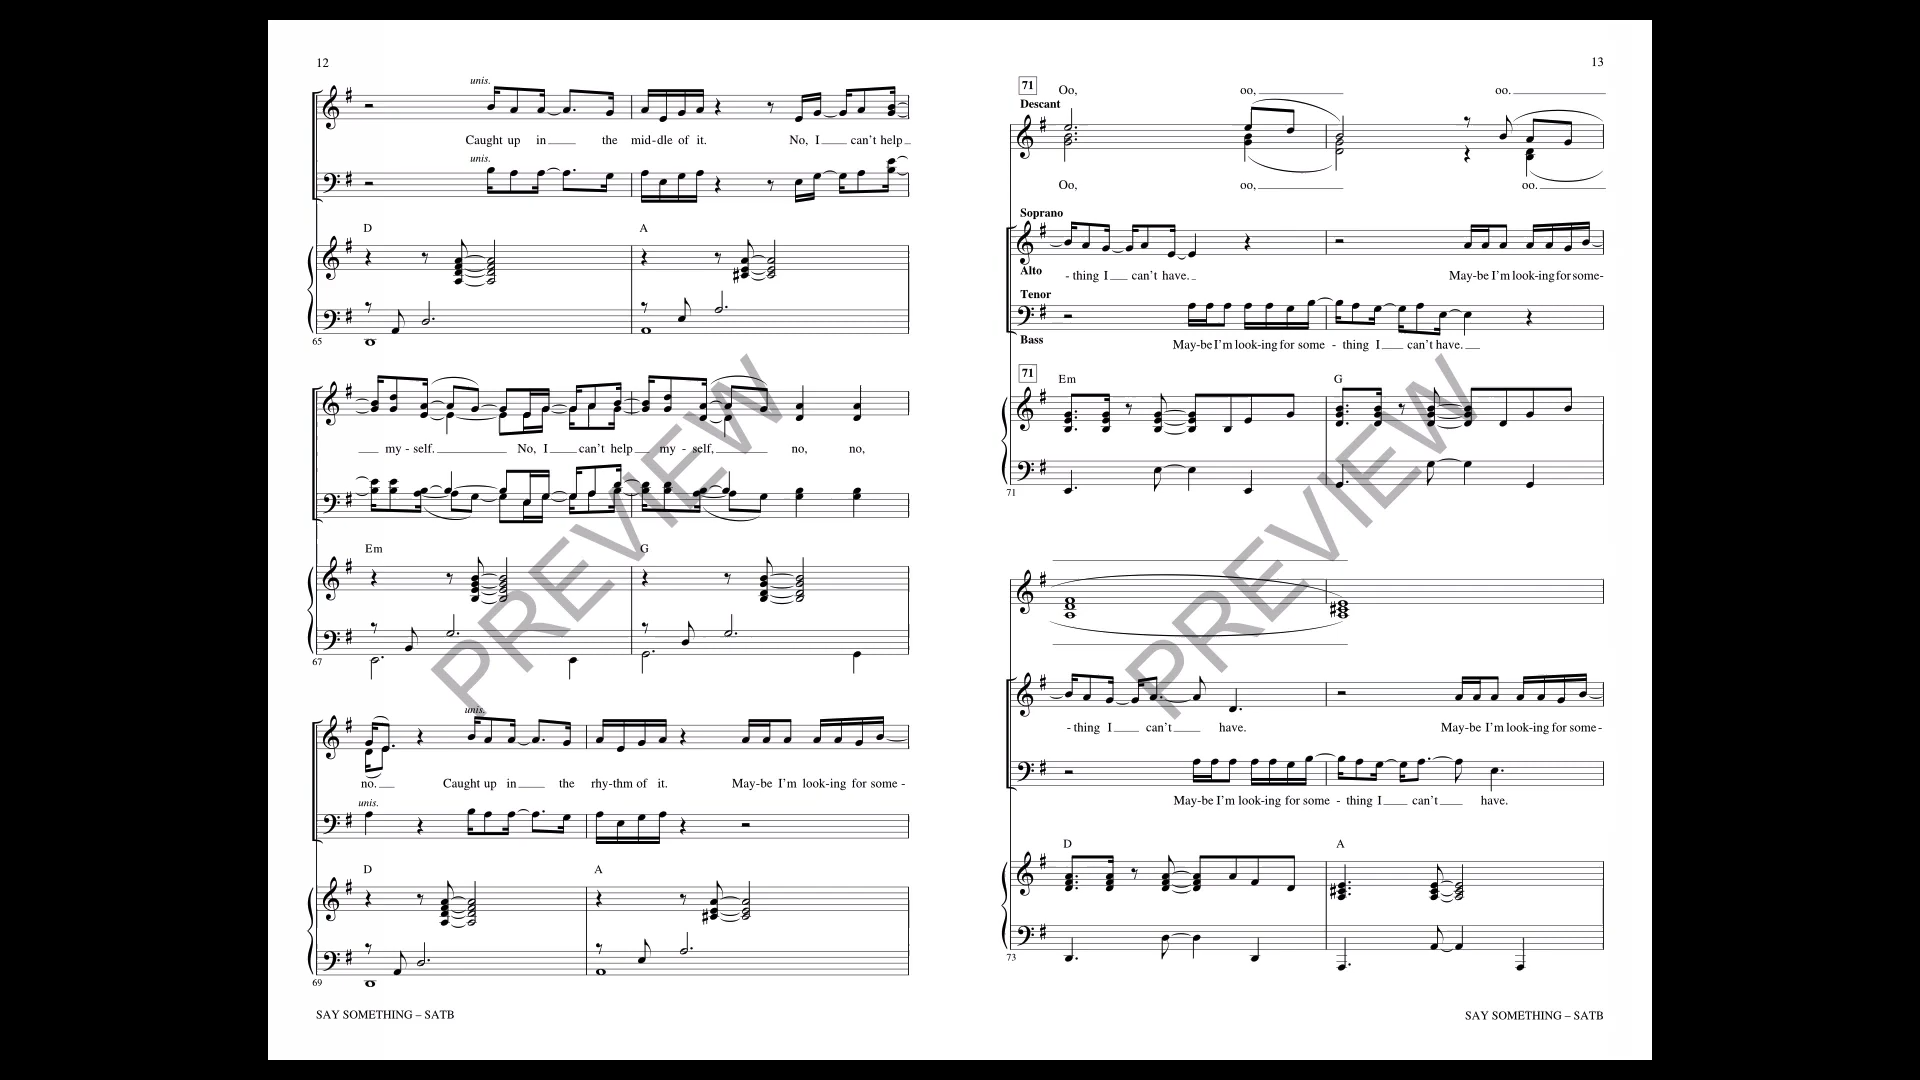 12
unis.
Caught up in the mid-dle of it. No, I can't help
unis.
D A
65
my - self. No, I can't help my - self, no, no,
Em G
67
unis.
no. Caught up in the rhy-thm of it. May-be I'm look-ing for some -
unis.
D A
69
SAY SOMETHING – SATB
PREVIEW
13
71 Oo, oo, oo.
Descant
Oo, oo, oo.
Soprano
Alto - thing I can't have. May-be I'm look-ing for some-
Tenor
Bass May-be I'm look-ing for some - thing I can't have.
71 Em G
71
- thing I can't have. May-be I'm look-ing for some-
May-be I'm look-ing for some - thing I can't have.
D A
73
SAY SOMETHING – SATB
PREVIEW